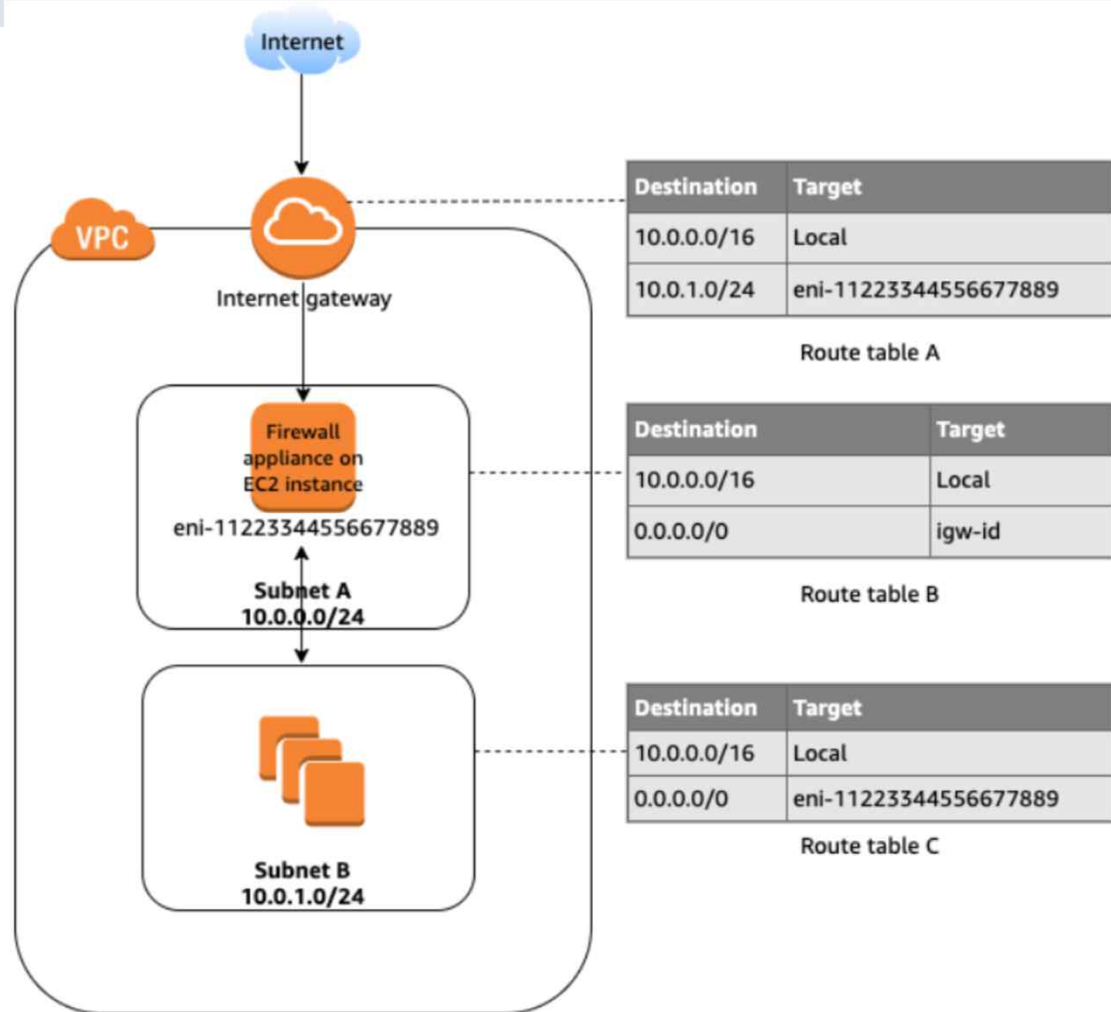 Internet
VPC
Internet gateway
Destination Target
10.0.0.0/16 Local
10.0.1.0/24 eni-11223344556677889
Route table A
Firewall
appliance on
EC2 instance
eni-11223344556677889
Subnet A
10.0.0.0/24
Destination Target
10.0.0.0/16 Local
0.0.0.0/0 igw-id
Route table B
Subnet B
10.0.1.0/24
Destination Target
10.0.0.0/16 Local
0.0.0.0/0 eni-11223344556677889
Route table C